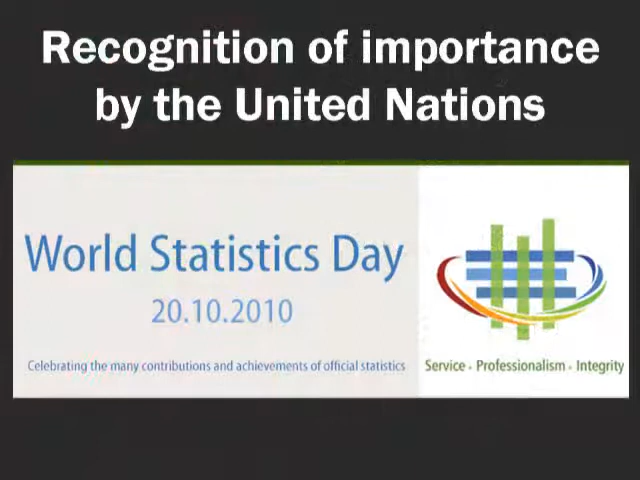 Recognition of importance
by the United Nations
World Statistics Day
20.10.2010
Celebrating the many contributions and achievements of official statistics
Service • Professionalism • Integrity